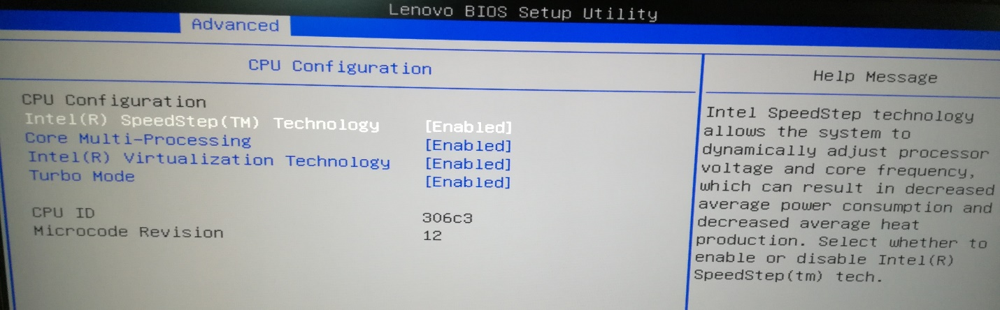 Lenovo BIOS Setup Utility
Advanced
CPU Configuration
CPU Configuration
Intel(R) SpeedStep(TM) Technology [Enabled]
Core Multi-Processing [Enabled]
Intel(R) Virtualization Technology [Enabled]
Turbo Mode [Enabled]
CPU ID 306c3
Microcode Revision 12
Help Message
Intel SpeedStep technology
allows the system to
dynamically adjust processor
voltage and core frequency,
which can result in decreased
average power consumption and
decreased average heat
production. Select whether to
enable or disable Intel(R)
SpeedStep(tm) tech.